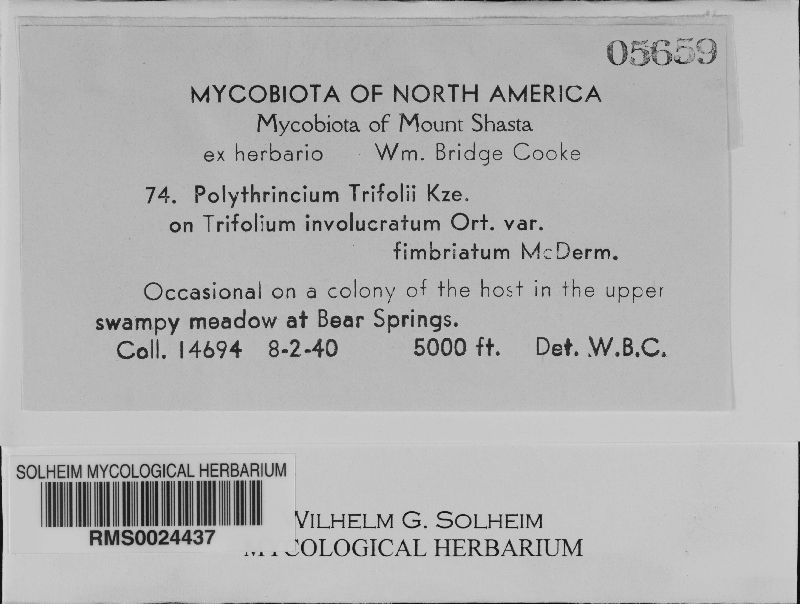 05659
MYCOBIOTA OF NORTH AMERICA
Mycobiota of Mount Shasta
ex herbario Wm. Bridge Cooke
74. Polythrincium Trifolii Kze.
on Trifolium involucratum Ort. var.
fimbriatum McDerm.
Occasional on a colony of the host in the upper
swampy meadow at Bear Springs.
Coll. 14694 8-2-40 5000 ft. Det. W.B.C.
SOLHEIM MYCOLOGICAL HERBARIUM
RMS0024437
WILHELM G. SOLHEIM
MYCOLOGICAL HERBARIUM